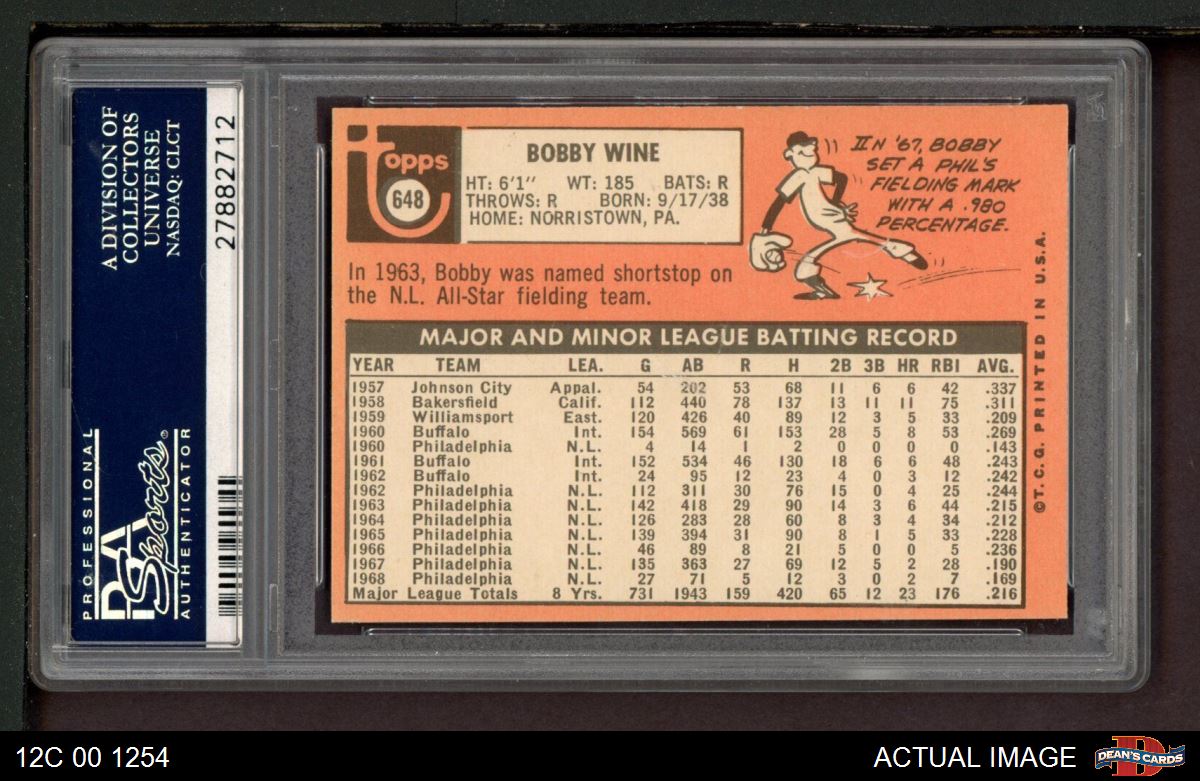 A DIVISION OF
COLLECTORS
UNIVERSE
NASDAQ: CLCT
27882712
PROFESSIONAL
PSA
Sports®
AUTHENTICATOR
topps
648
BOBBY WINE
HT: 6'1" WT: 185 BATS: R
THROWS: R BORN: 9/17/38
HOME: NORRISTOWN, PA.
IN '67, BOBBY
SET A PHIL'S
FIELDING MARK
WITH A .980
PERCENTAGE.
In 1963, Bobby was named shortstop on
the N.L. All-Star fielding team.
MAJOR AND MINOR LEAGUE BATTING RECORD
YEAR TEAM LEA. G AB R H 2B 3B HR RBI AVG.
1957 Johnson City Appal. 54 202 53 68 11 6 6 42 .337
1958 Bakersfield Calif. 112 440 78 137 13 11 11 75 .311
1959 Williamsport East. 120 426 40 89 12 3 5 33 .209
1960 Buffalo Int. 154 569 61 153 28 5 8 53 .269
1960 Philadelphia N.L. 4 14 1 2 0 0 0 0 .143
1961 Buffalo Int. 152 534 46 130 18 6 6 48 .243
1962 Buffalo Int. 24 95 12 23 4 0 3 12 .242
1962 Philadelphia N.L. 112 311 30 76 15 0 4 25 .244
1963 Philadelphia N.L. 142 418 29 90 14 3 6 44 .215
1964 Philadelphia N.L. 126 283 28 60 8 3 4 34 .212
1965 Philadelphia N.L. 139 394 31 90 8 1 5 33 .228
1966 Philadelphia N.L. 46 89 8 21 5 0 0 5 .236
1967 Philadelphia N.L. 135 363 27 69 12 5 2 28 .190
1968 Philadelphia N.L. 27 71 5 12 3 0 2 7 .169
Major League Totals 8 Yrs. 731 1943 159 420 65 12 23 176 .216
©T.C.G. PRINTED IN U.S.A.
12C 00 1254
ACTUAL IMAGE
DEAN'S CARDS